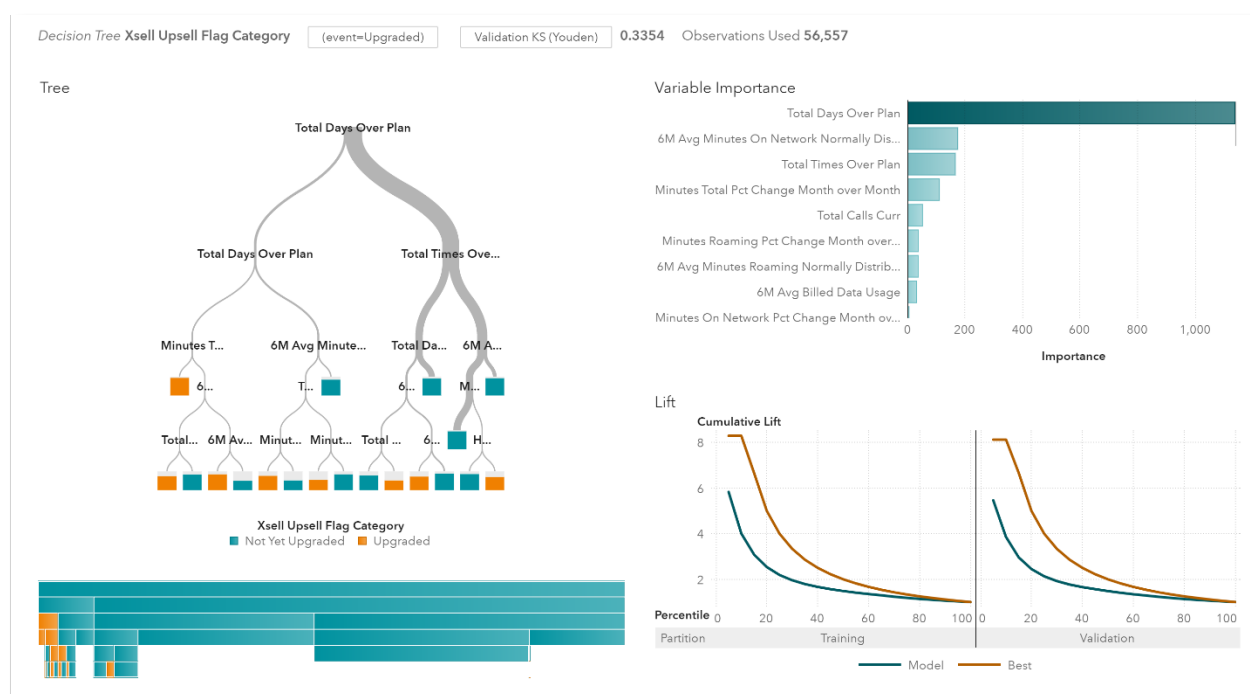 Decision Tree Xsell Upsell Flag Category (event=Upgraded) Validation KS (Youden) 0.3354 Observations Used 56,557
Tree
Total Days Over Plan
Total Days Over Plan Total Times Ove...
Minutes T... 6M Avg Minute... Total Da... 6M A...
6... T... 6... M...
Total... 6M Av... Minut... Minut... Total ... 6... H...
Xsell Upsell Flag Category
Not Yet Upgraded Upgraded
Variable Importance
Total Days Over Plan
6M Avg Minutes On Network Normally Dis...
Total Times Over Plan
Minutes Total Pct Change Month over Month
Total Calls Curr
Minutes Roaming Pct Change Month over...
6M Avg Minutes Roaming Normally Distrib...
6M Avg Billed Data Usage
Minutes On Network Pct Change Month ov...
0 200 400 600 800 1,000
Importance
Lift
Cumulative Lift
8
6
4
2
Percentile 0 20 40 60 80 100 0 20 40 60 80 100
Partition Training Validation
Model Best